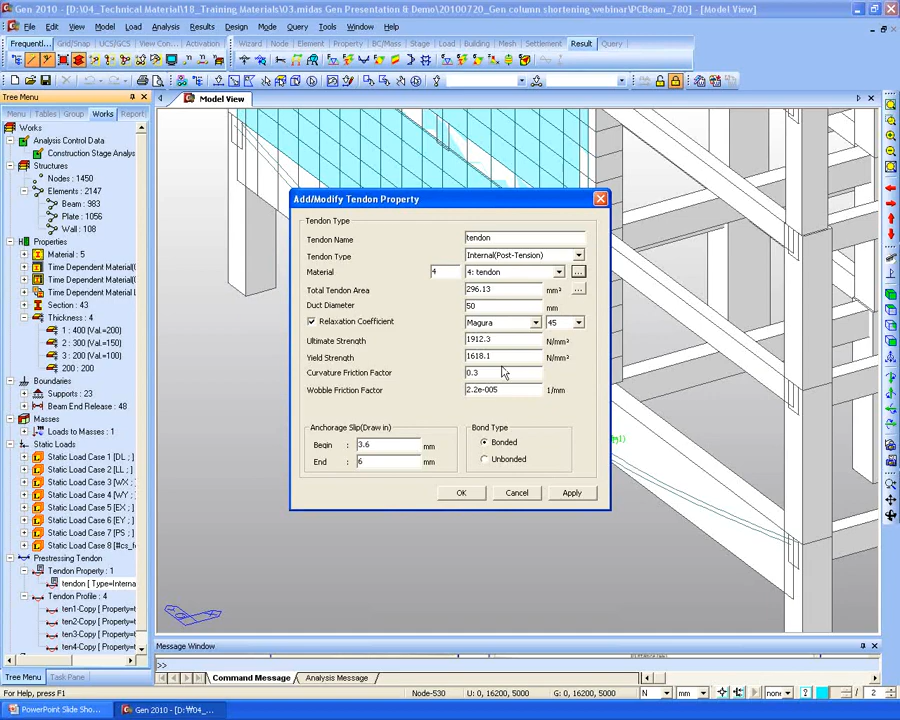 Gen 2010 - [D:\04_Technical Material\18_Training Materials\03.midas Gen Presentation & Demo\20100720_Gen column shortening webinar\PCBeam_780] - [Model View]
File Edit View Model Load Analysis Results Design Mode Query Tools Window Help
Frequentl... Grid/Snap UCS/GCS View Con... Activation Wizard Node Element Property BC/Mass Stage Load Building Mesh Settlement Result Query
Tree Menu
Model View
Menu Tables Group Works Report
Works
Analysis Control Data
Construction Stage Analys
Structures
Nodes : 1450
Elements : 2147
Beam : 983
Plate : 1056
Wall : 108
Properties
Material : 5
Time Dependent Material(
Time Dependent Material(
Section : 43
Thickness : 4
1 : 400 (Val.=200)
2 : 300 (Val.=150)
3 : 200 (Val.=100)
200 : 200
Boundaries
Supports : 23
Beam End Release : 48
Masses
Loads to Masses : 1
Static Loads
Static Load Case 1 [DL ; ]
Static Load Case 2 [LL ; ]
Static Load Case 3 [WX ; ]
Static Load Case 4 [WY ; ]
Static Load Case 5 [EX ; ]
Static Load Case 6 [EY ; ]
Static Load Case 7 [PS ; ]
Static Load Case 8 [#cs_f
Prestressing Tendon
Tendon Property : 1
tendon [ Type=Interna
Tendon Profile : 4
ten1-Copy [ Property=t
ten2-Copy [ Property=t
ten3-Copy [ Property=t
ten4-Copy [ Property=t
Add/Modify Tendon Property
Tendon Type
Tendon Name tendon
Tendon Type Internal(Post-Tension)
Material 4 4: tendon ...
Total Tendon Area 296.13 mm² ...
Duct Diameter 50 mm
Relaxation Coefficient Magura 45
Ultimate Strength 1912.3 N/mm²
Yield Strength 1618.1 N/mm²
Curvature Friction Factor 0.3
Wobble Friction Factor 2.2e-005 1/mm
Anchorage Slip(Draw in)
Begin : 3.6 mm
End : 6 mm
Bond Type
Bonded
Unbonded
OK Cancel Apply
Message Window
>>
Tree Menu Task Pane
Command Message Analysis Message
For Help, press F1
Node-530 U: 0, 16200, 5000 G: 0, 16200, 5000 N mm none 2
PowerPoint Slide Sho... Gen 2010 - [D:\04_...